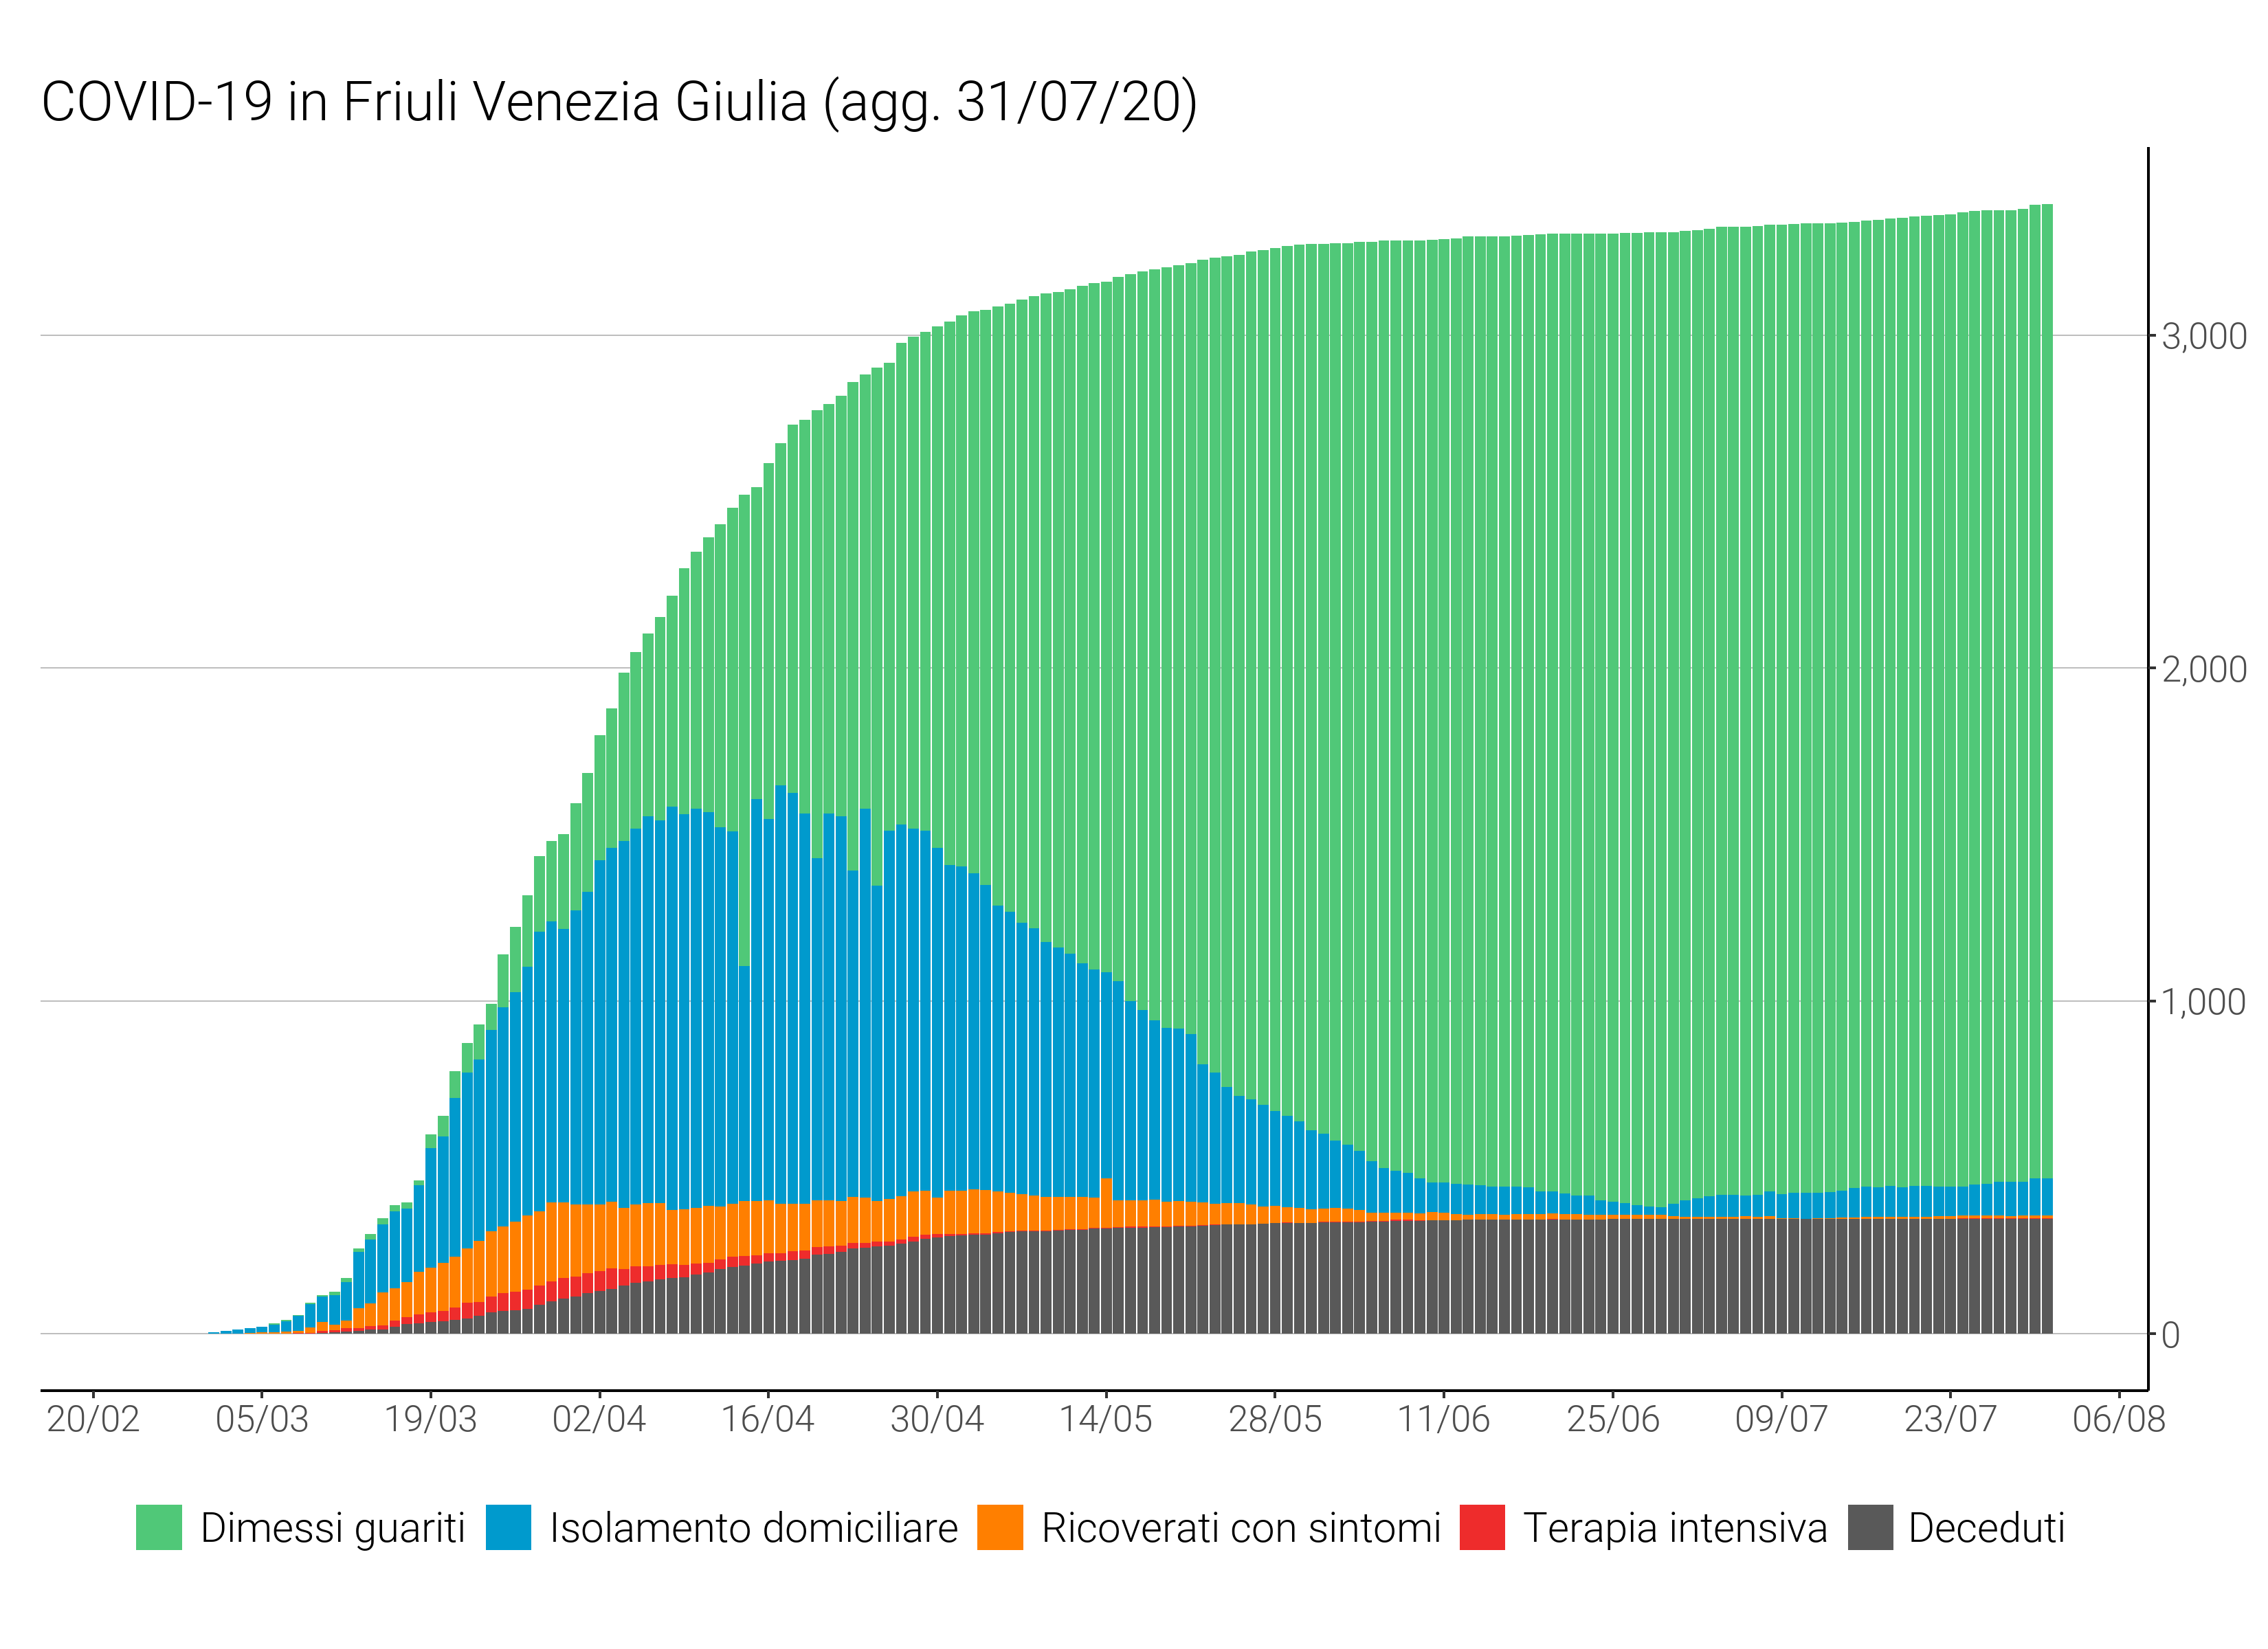 COVID-19 in Friuli Venezia Giulia (agg. 31/07/20)
3,000
2,000
1,000
0
20/02 05/03 19/03 02/04 16/04 30/04 14/05 28/05 11/06 25/06 09/07 23/07 06/08
Dimessi guariti Isolamento domiciliare Ricoverati con sintomi Terapia intensiva Deceduti